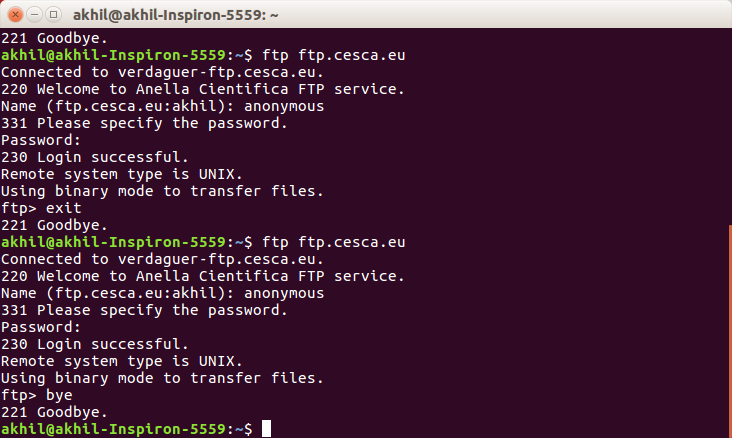 akhil@akhil-Inspiron-5559: ~
221 Goodbye.
akhil@akhil-Inspiron-5559:~$ ftp ftp.cesca.eu
Connected to verdaguer-ftp.cesca.eu.
220 Welcome to Anella Cientifica FTP service.
Name (ftp.cesca.eu:akhil): anonymous
331 Please specify the password.
Password:
230 Login successful.
Remote system type is UNIX.
Using binary mode to transfer files.
ftp> exit
221 Goodbye.
akhil@akhil-Inspiron-5559:~$ ftp ftp.cesca.eu
Connected to verdaguer-ftp.cesca.eu.
220 Welcome to Anella Cientifica FTP service.
Name (ftp.cesca.eu:akhil): anonymous
331 Please specify the password.
Password:
230 Login successful.
Remote system type is UNIX.
Using binary mode to transfer files.
ftp> bye
221 Goodbye.
akhil@akhil-Inspiron-5559:~$